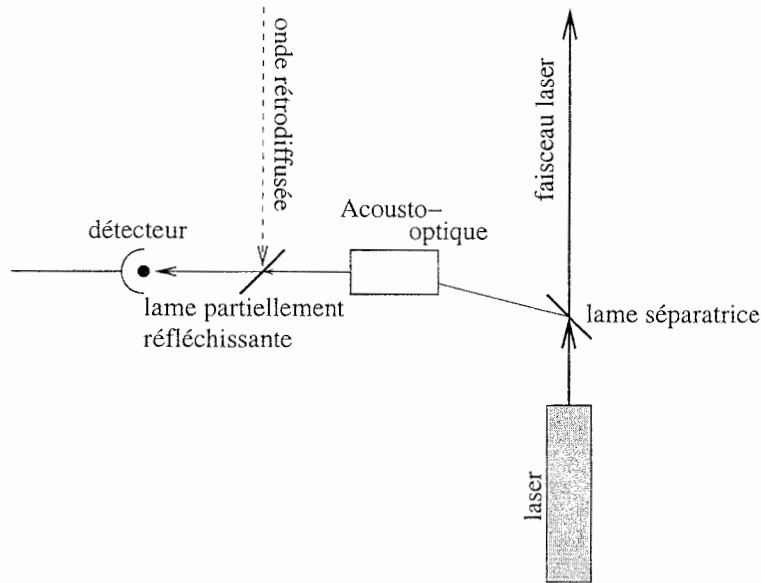 onde rétrodiffusée
faisceau laser
Acousto–
optique
détecteur
lame partiellement
réfléchissante
lame séparatrice
laser